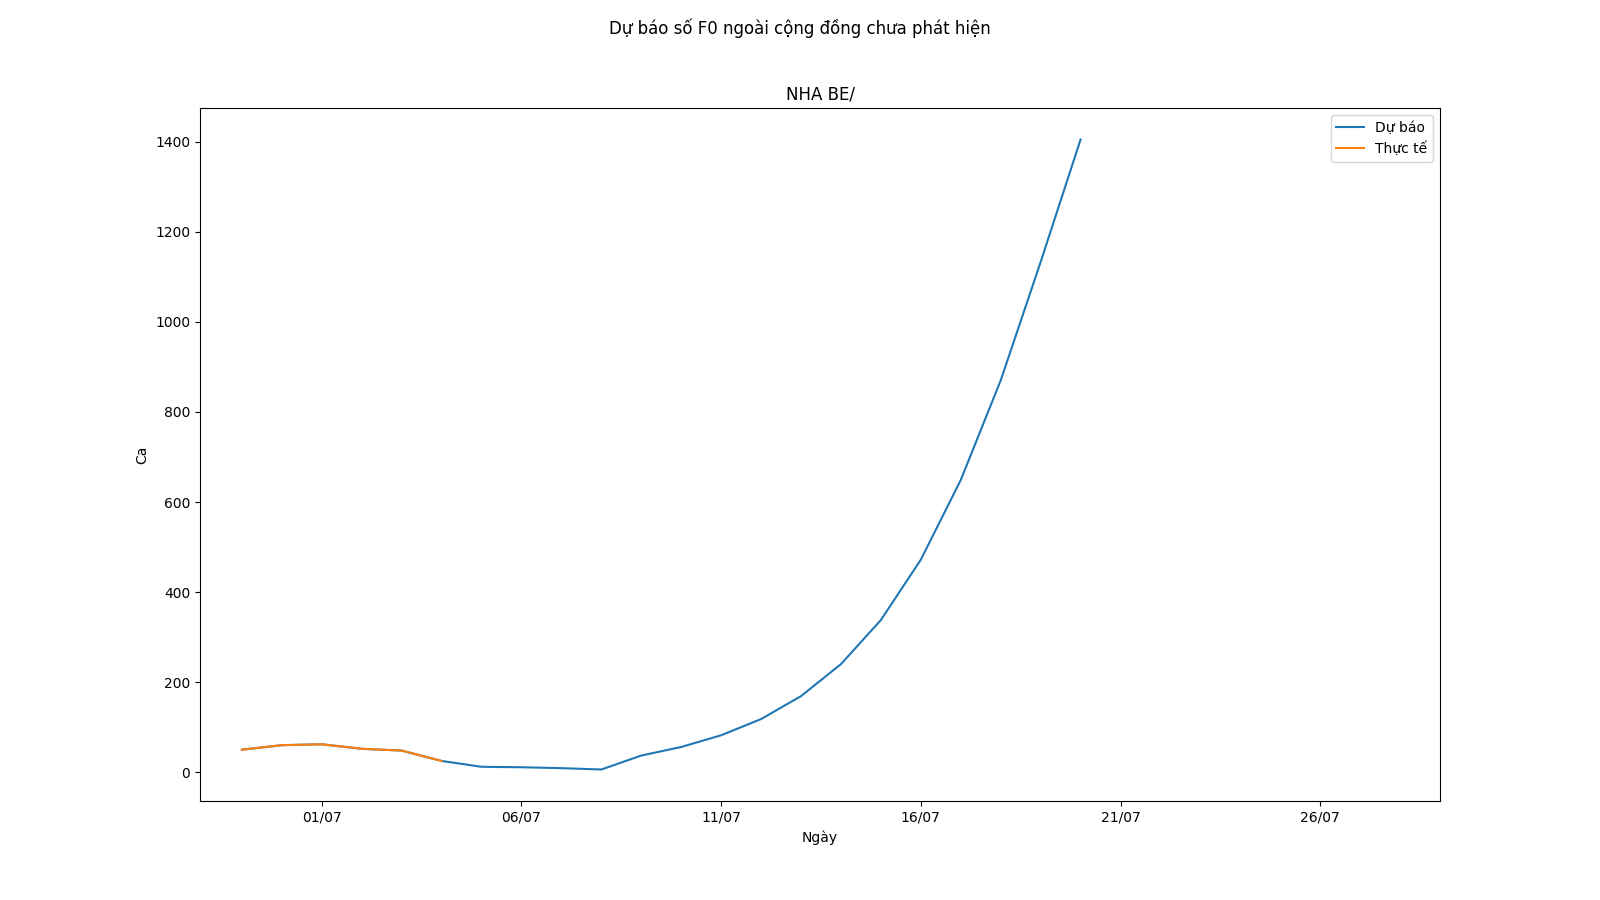 Dự báo số F0 ngoài cộng đồng chưa phát hiện
NHA BE/
Dự báo
Thực tế
1400
1200
1000
800
600
400
200
0
Ca
01/07
06/07
11/07
16/07
21/07
26/07
Ngày